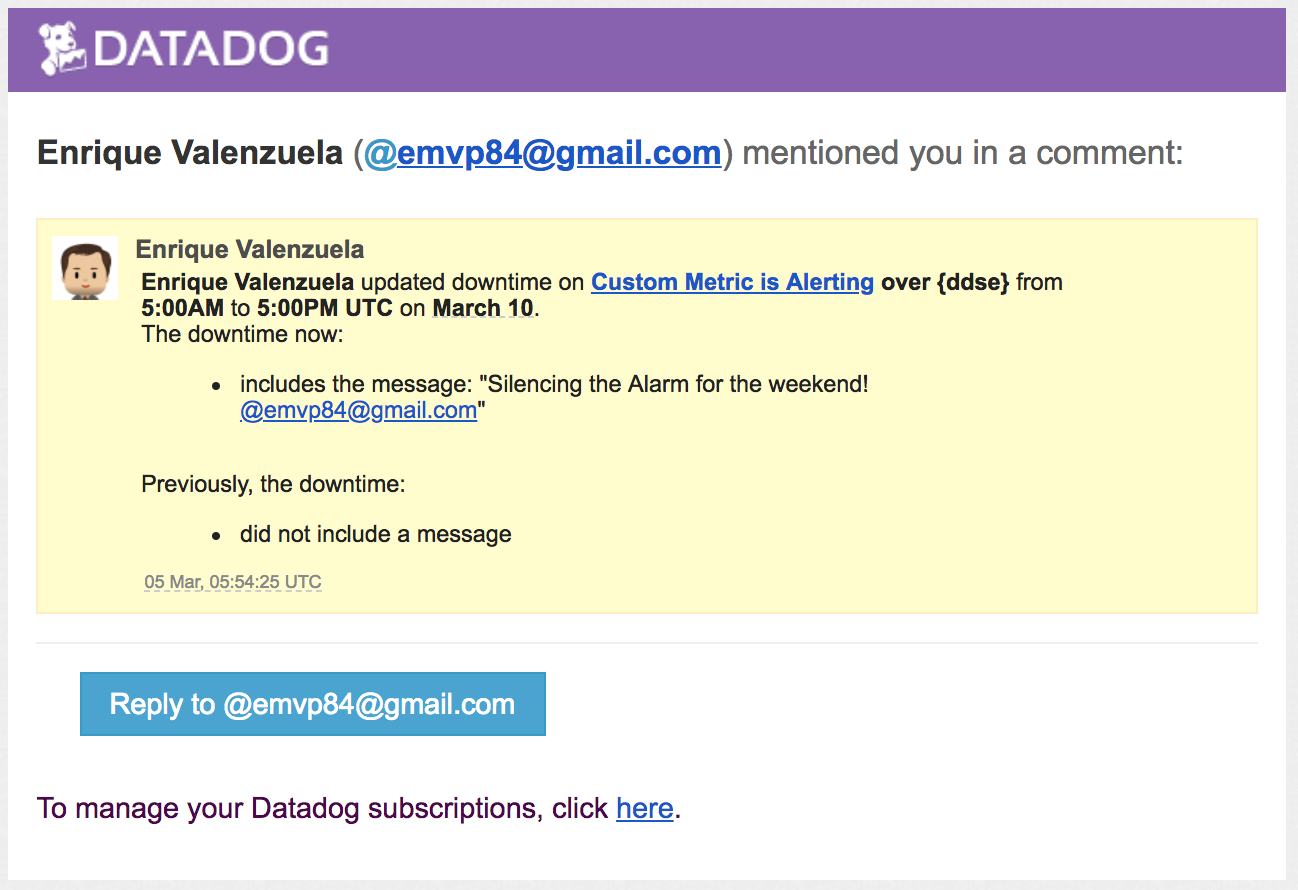 DATADOG
Enrique Valenzuela (@emvp84@gmail.com) mentioned you in a comment:
Enrique Valenzuela
Enrique Valenzuela updated downtime on Custom Metric is Alerting over {ddse} from
5:00AM to 5:00PM UTC on March 10.
The downtime now:
• includes the message: "Silencing the Alarm for the weekend!
@emvp84@gmail.com"
Previously, the downtime:
• did not include a message
05 Mar, 05:54:25 UTC
Reply to @emvp84@gmail.com
To manage your Datadog subscriptions, click here.